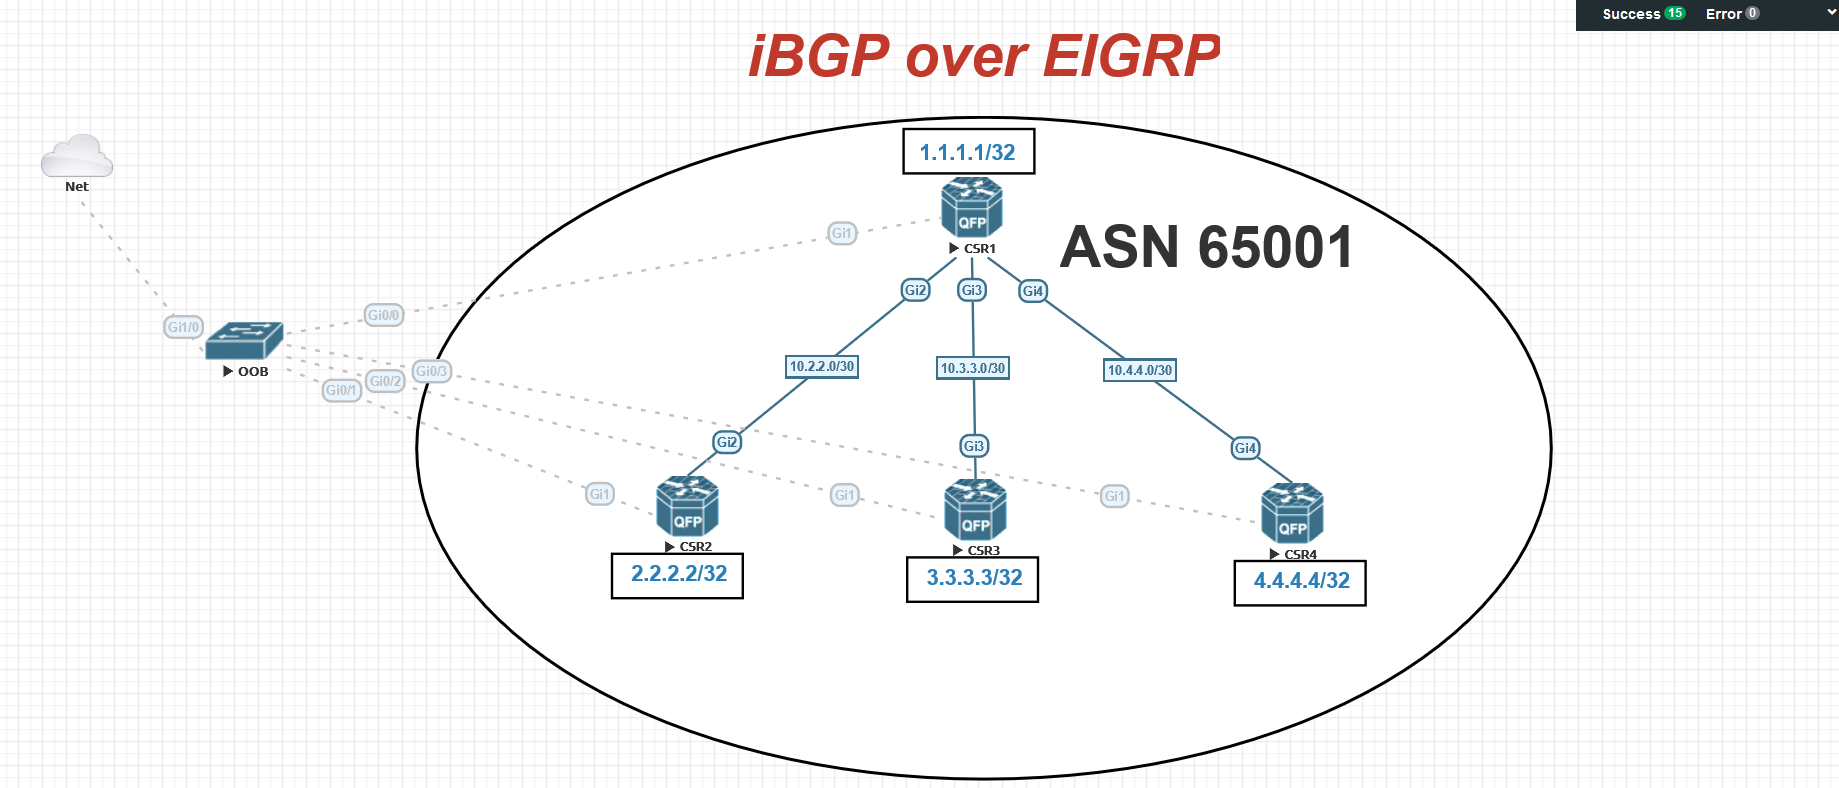 Success 15 Error 0
iBGP over EIGRP
Net
1.1.1.1/32
QFP
CSR1
ASN 65001
Gi1
Gi2
Gi3
Gi4
Gi0/0
Gi1/0
OOB
Gi0/3
Gi0/2
Gi0/1
10.2.2.0/30
10.3.3.0/30
10.4.4.0/30
Gi2
Gi3
Gi4
Gi1
Gi1
Gi1
QFP
QFP
QFP
CSR2
CSR3
CSR4
2.2.2.2/32
3.3.3.3/32
4.4.4.4/32